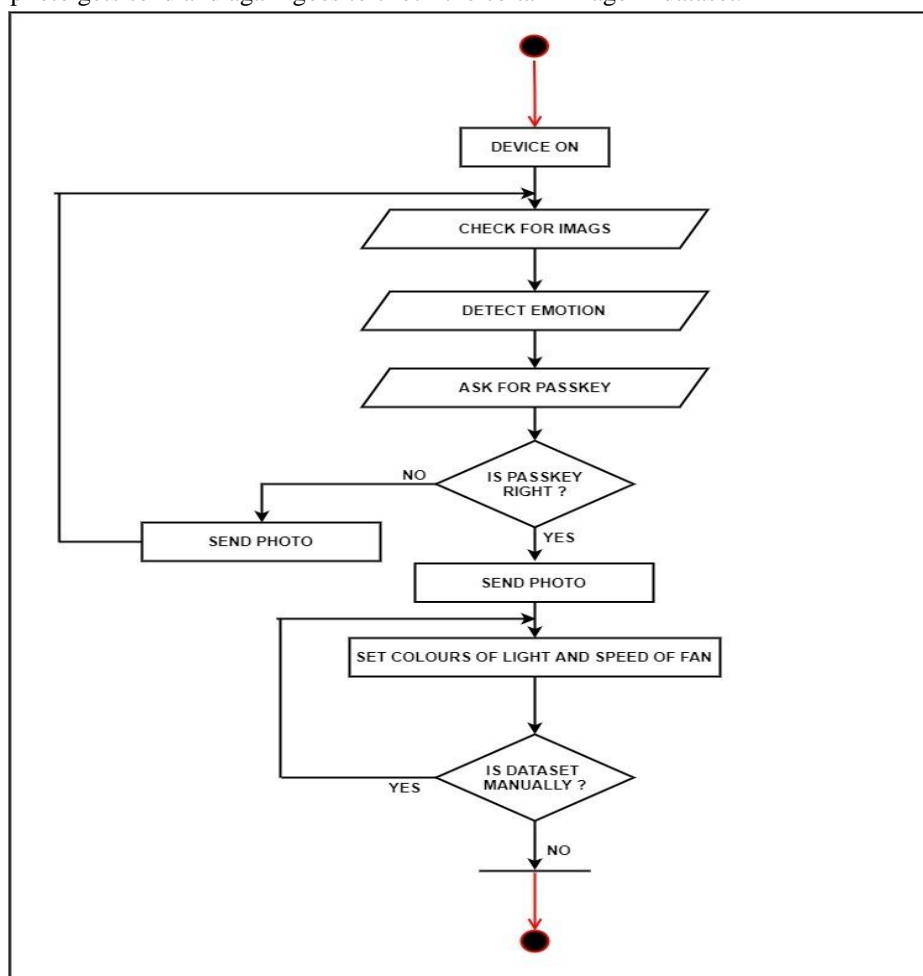 DEVICE ON
CHECK FOR IMAGS
DETECT EMOTION
ASK FOR PASSKEY
IS PASSKEY
RIGHT ?
NO
SEND PHOTO
YES
SEND PHOTO
SET COLOURS OF LIGHT AND SPEED OF FAN
IS DATASET
MANUALLY ?
YES
NO